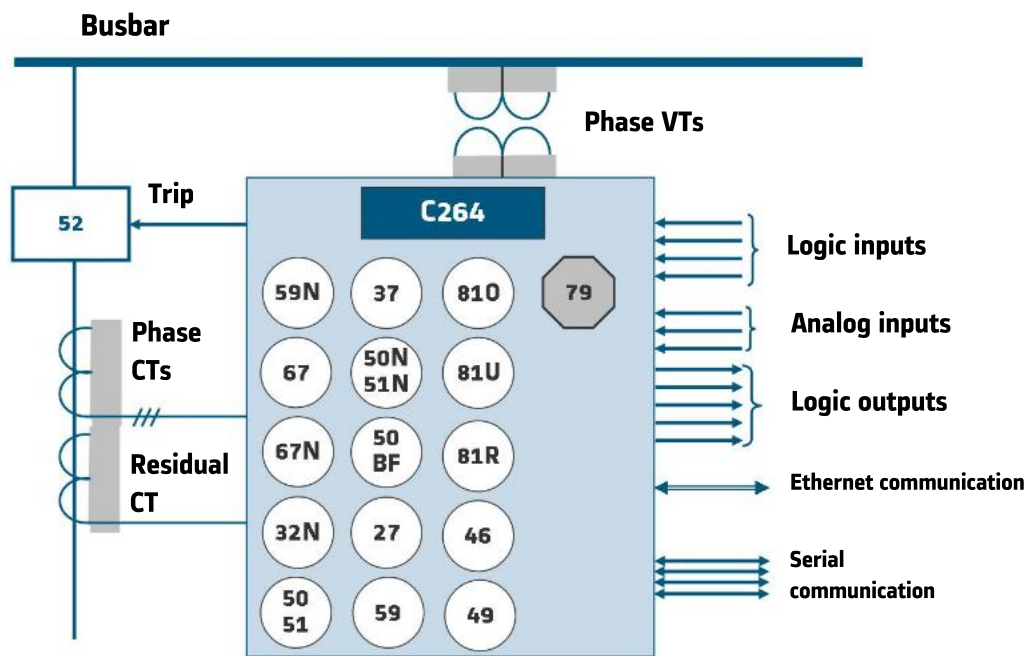 Busbar
Phase VTs
Trip
C264
52
Logic inputs
59N
37
81O
79
Analog inputs
Phase
CTs
67
50N
51N
81U
Logic outputs
Residual
CT
67N
50
BF
81R
Ethernet communication
32N
27
46
Serial
communication
50
51
59
49